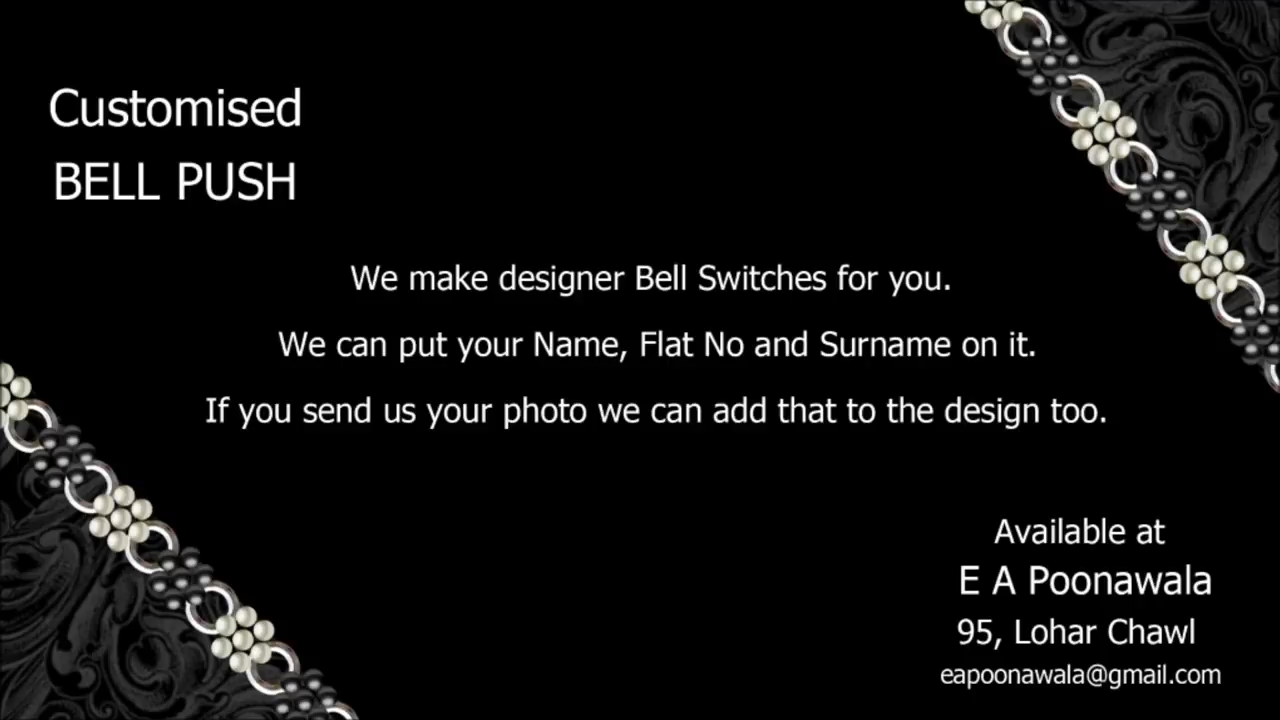 Customised
BELL PUSH
We make designer Bell Switches for you.
We can put your Name, Flat No and Surname on it.
If you send us your photo we can add that to the design too.
Available at
E A Poonawala
95, Lohar Chawl
eapoonawala@gmail.com